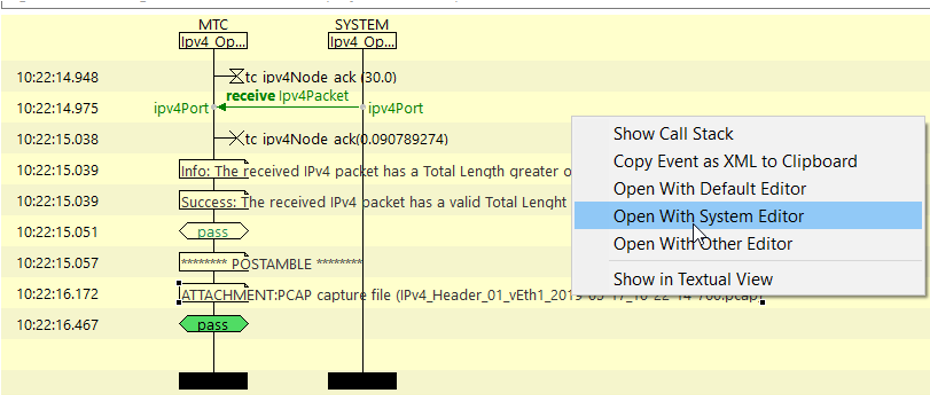 MTC SYSTEM
Ipv4_Op... Ipv4_Op...
10:22:14.948 tc_ipv4Node_ack (30.0)
receive Ipv4Packet
10:22:14.975 ipv4Port ipv4Port
10:22:15.038 tc_ipv4Node_ack(0.090789274)
10:22:15.039 Info: The received IPv4 packet has a Total Length greater o
10:22:15.039 Success: The received IPv4 packet has a valid Total Lenght
10:22:15.051 pass
10:22:15.057 ******** POSTAMBLE ********
10:22:16.172 ATTACHMENT:PCAP capture file (IPv4_Header_01_vEth1_2019-05-17_10-22-14-760.pcap)
10:22:16.467 pass
Show Call Stack
Copy Event as XML to Clipboard
Open With Default Editor
Open With System Editor
Open With Other Editor
Show in Textual View